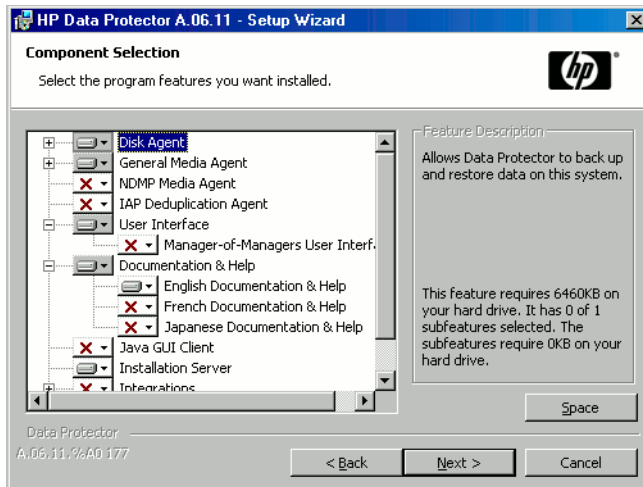 HP Data Protector A.06.11 - Setup Wizard
Component Selection
Select the program features you want installed.
hp
Disk Agent
General Media Agent
NDMP Media Agent
IAP Deduplication Agent
User Interface
Manager-of-Managers User Interf
Documentation & Help
English Documentation & Help
French Documentation & Help
Japanese Documentation & Help
Java GUI Client
Installation Server
Integrations
Feature Description
Allows Data Protector to back up
and restore data on this system.
This feature requires 6460KB on
your hard drive. It has 0 of 1
subfeatures selected. The
subfeatures require 0KB on your
hard drive.
Space
Data Protector
A.06.11.%A0 177
< Back
Next >
Cancel